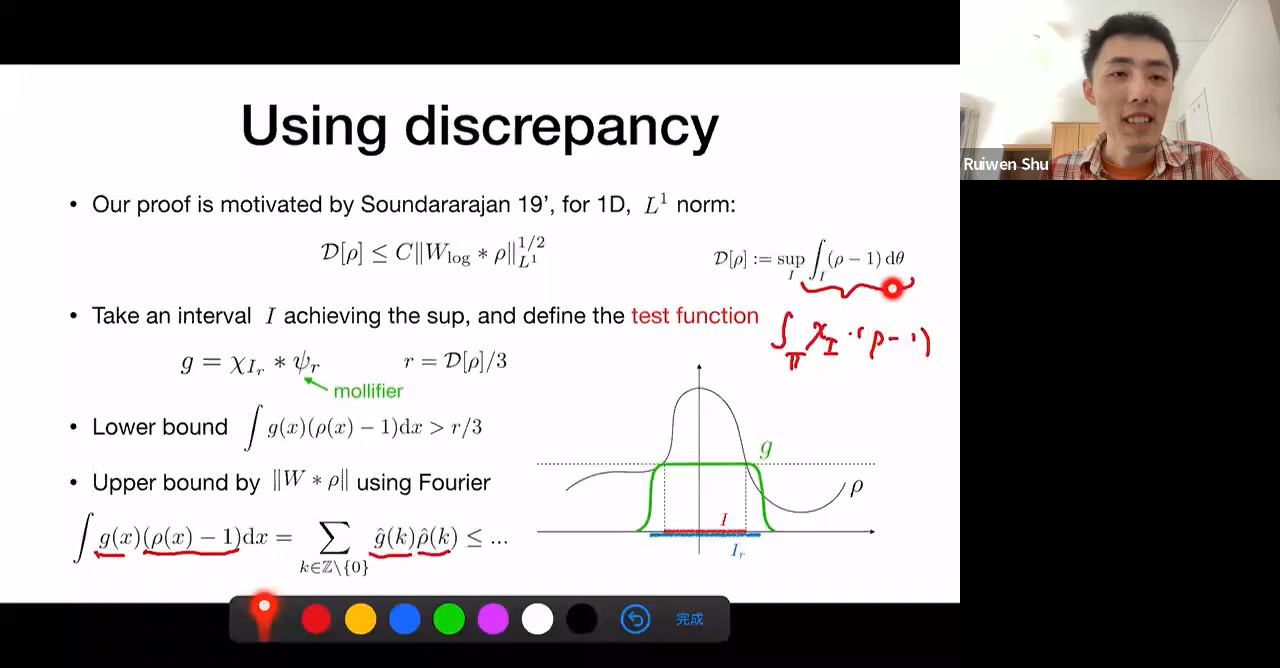 Using discrepancy
Ruiwen Shu
• Our proof is motivated by Soundararajan 19’, for 1D, L¹ norm:
𝒟[ρ] ≤ C‖W_log * ρ‖_{L¹}^{1/2}
𝒟[ρ] := sup_I ∫_I (ρ − 1) dθ
• Take an interval I achieving the sup, and define the test function
∫_𝕋 χ_I · (ρ − 1)
g = χ_{I_r} * ψ_r r = 𝒟[ρ]/3
mollifier
• Lower bound ∫ g(x)(ρ(x) − 1)dx > r/3
• Upper bound by ‖W * ρ‖ using Fourier
∫ g(x)(ρ(x) − 1)dx = ∑_{k∈ℤ\{0}} ĝ(k)ρ̂(k) ≤ ...
g
ρ
I
I_r
完成